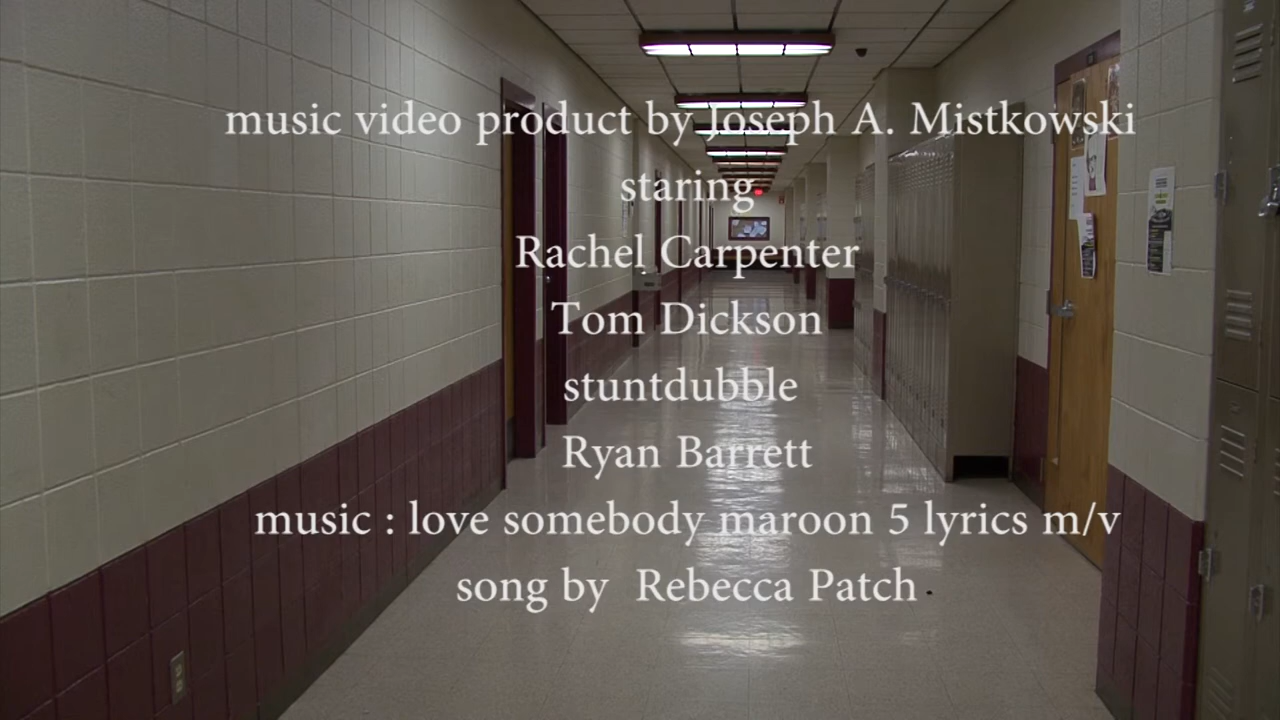 music video product by Joseph A. Mistkowski
staring
Rachel Carpenter
Tom Dickson
stuntdubble
Ryan Barrett
music : love somebody maroon 5 lyrics m/v
song by Rebecca Patch